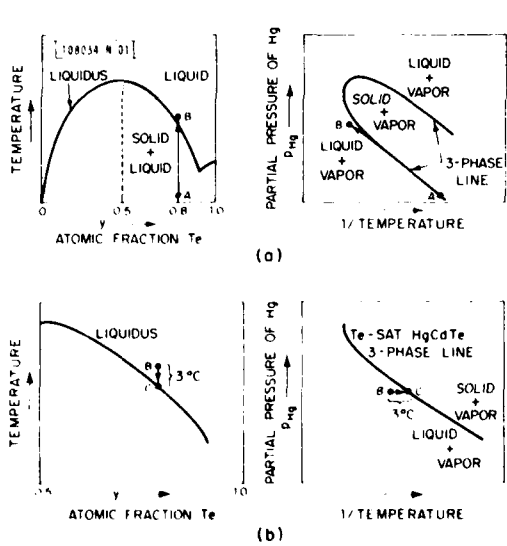 108034 N 01
LIQUIDUS
LIQUID
TEMPERATURE
B
SOLID
+
LIQUID
A
0
0.5
0.8
1.0
y
ATOMIC FRACTION Te
PARTIAL PRESSURE OF Hg
PHg
LIQUID
+
VAPOR
SOLID
+
VAPOR
B
LIQUID
+
VAPOR
3-PHASE
LINE
A
1/TEMPERATURE
(a)
TEMPERATURE
LIQUIDUS
B
3°C
C
0.5
1.0
y
ATOMIC FRACTION Te
PARTIAL PRESSURE OF Hg
PHg
Te-SAT HgCdTe
3-PHASE LINE
B
C
3°C
SOLID
+
VAPOR
LIQUID
+
VAPOR
1/TEMPERATURE
(b)